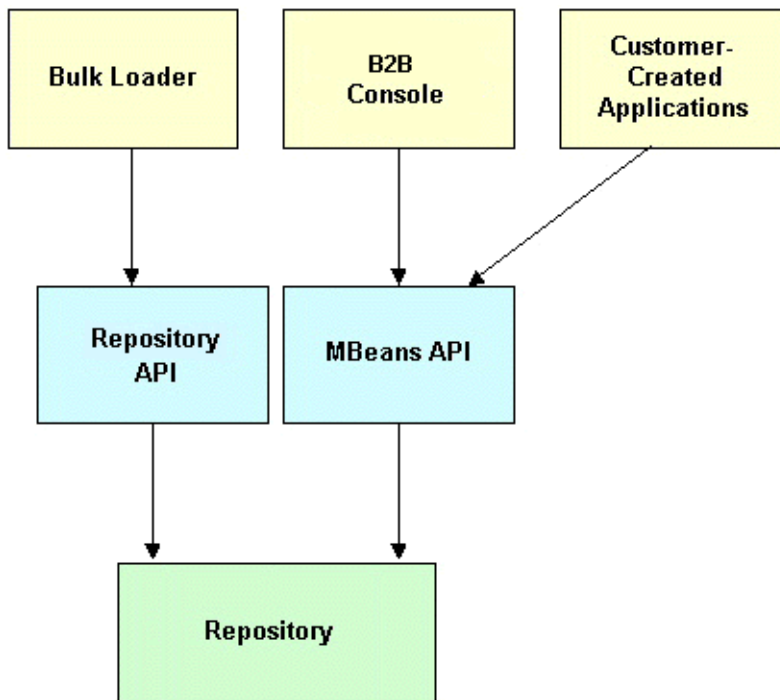 Bulk Loader
B2B
Console
Customer-
Created
Applications
Repository
API
MBeans API
Repository